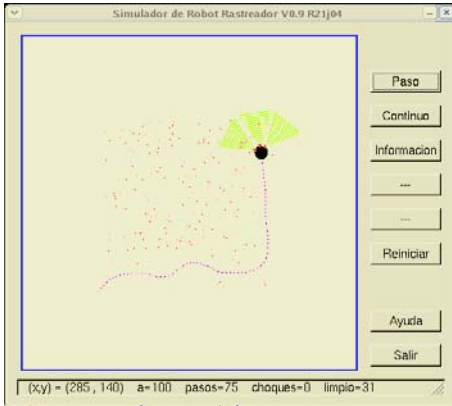 Simulador de Robot Rastreador V0.9 R21j04
Paso
Continuo
Informacion
---
---
Reiniciar
Ayuda
Salir
(x,y) = (285 , 140) a=100 pasos=75 choques=0 limpio=31